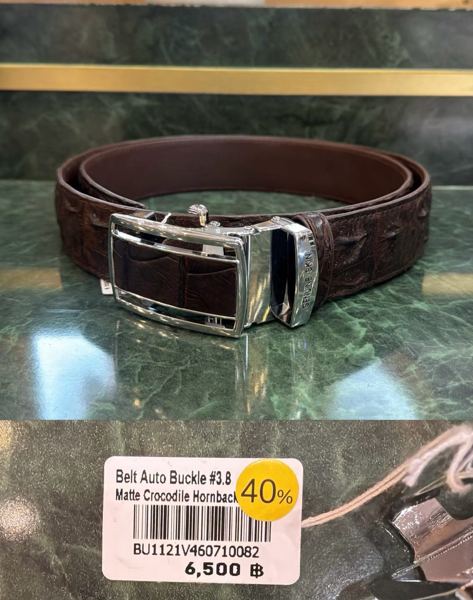 Belt Auto Buckle #3.8
Matte Crocodile Hornback
40%
BU1121V460710082
6,500 ฿